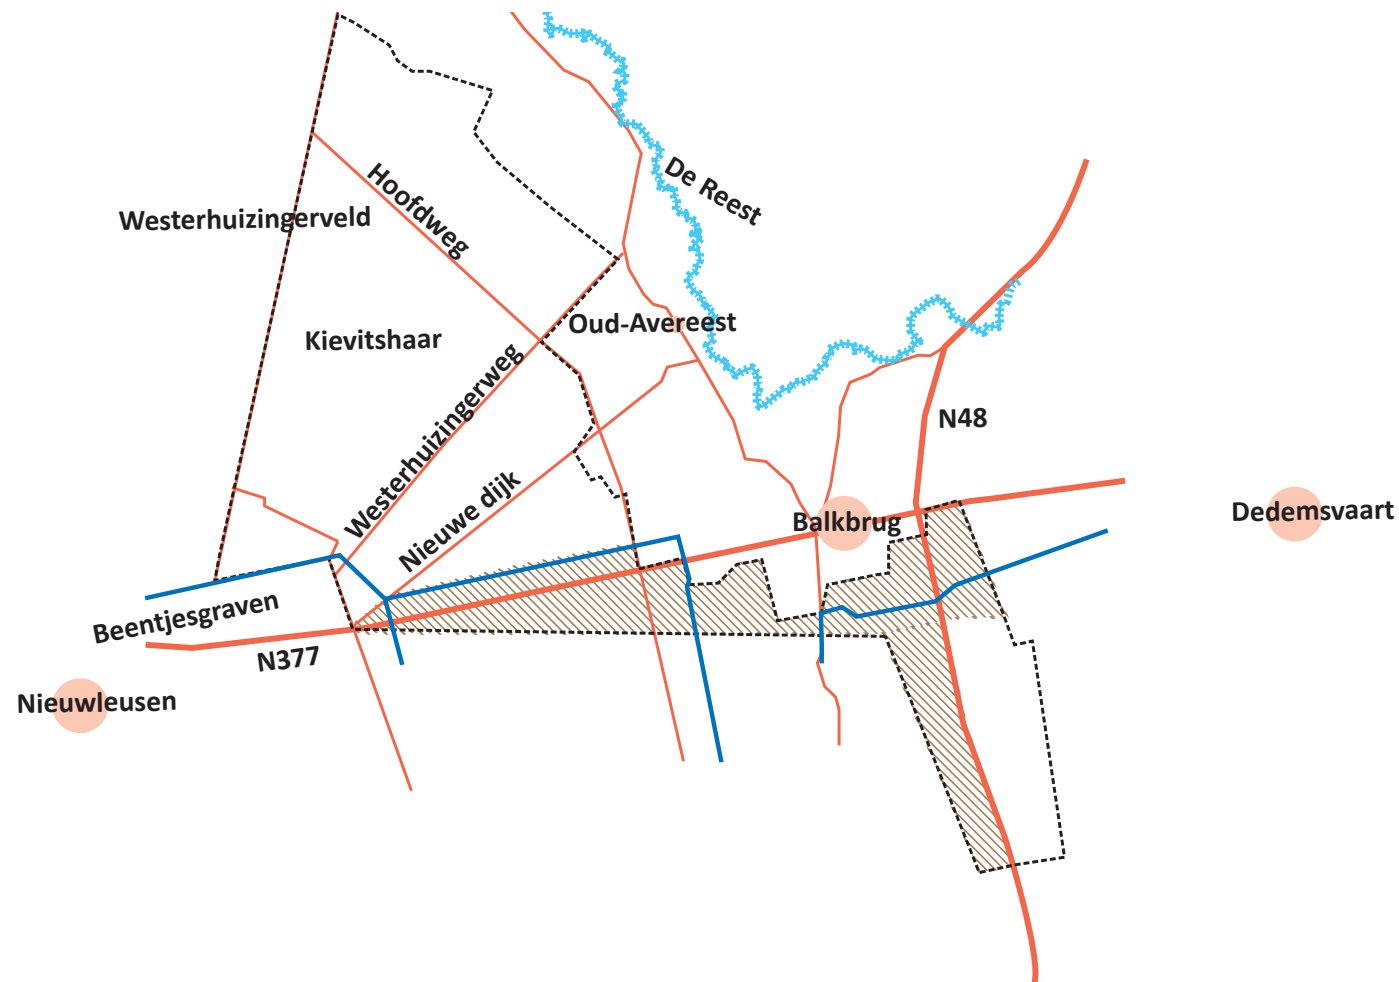 De Reest
Hoofdweg
Westerhuizingerveld
Oud-Avereest
Kievitshaar
Westerhuizingerweg
N48
Nieuwe dijk
Balkbrug
Dedemsvaart
Beentjesgraven
N377
Nieuwleusen